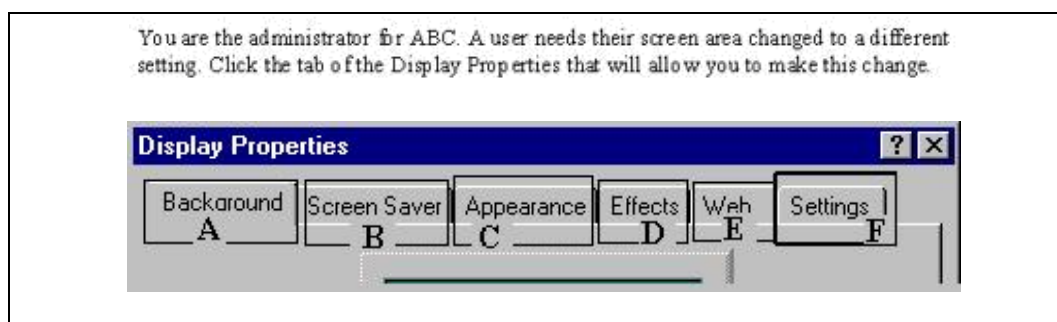 You are the administrator for ABC. A user needs their screen area changed to a different
setting. Click the tab of the Display Properties that will allow you to make this change.
Display Properties ? ×
Background Screen Saver Appearance Effects Web Settings
A B C D E F